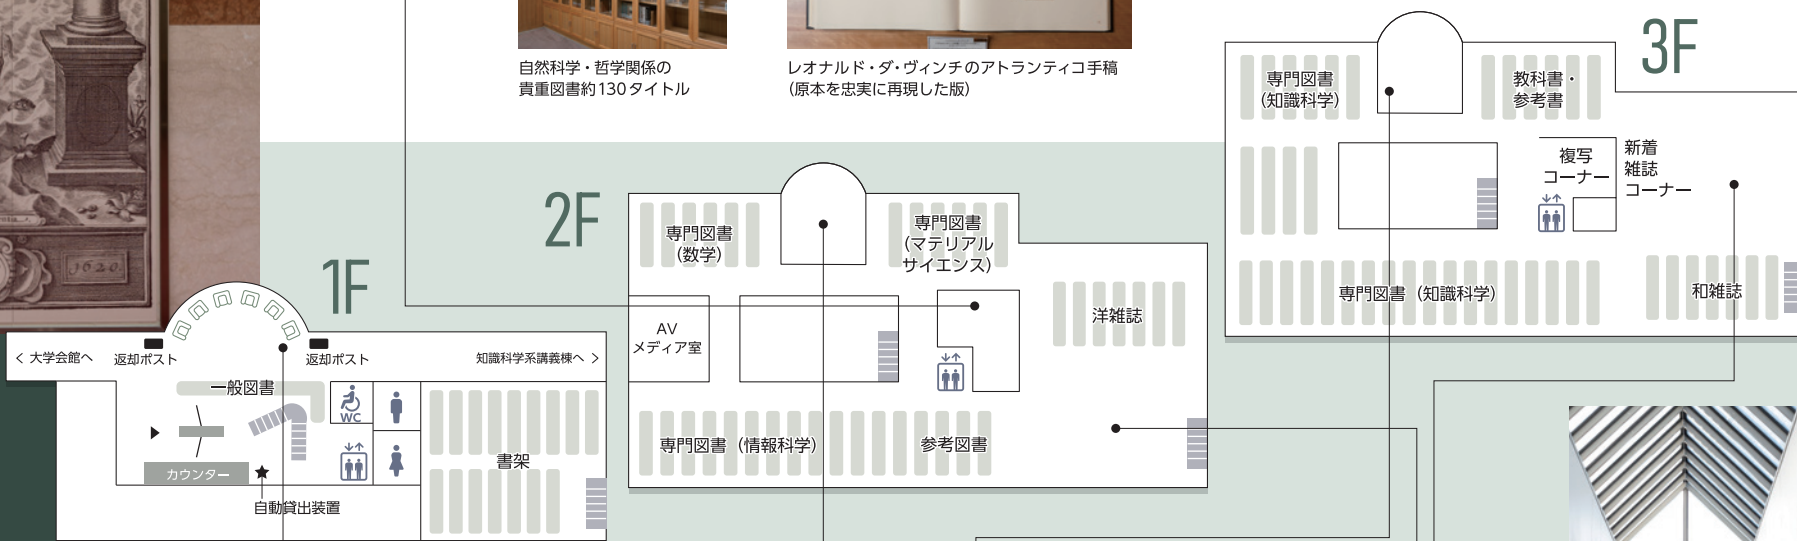 自然科学・哲学関係の
貴重図書約130タイトル
レオナルド・ダ・ヴィンチのアトランティコ手稿
（原本を忠実に再現した版）
1620
1F
＜ 大学会館へ
返却ポスト
返却ポスト
知識科学系講義棟へ ＞
一般図書
WC
カウンター
自動貸出装置
書架
2F
専門図書
（数学）
専門図書
（マテリアル
サイエンス）
AV
メディア室
洋雑誌
専門図書（情報科学）
参考図書
3F
専門図書
（知識科学）
教科書・
参考書
複写
コーナー
新着
雑誌
コーナー
専門図書（知識科学）
和雑誌